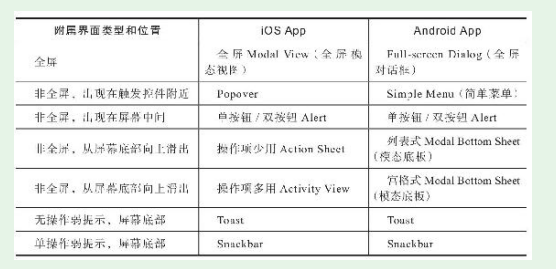 附属界面类型和位置 iOS App Android App
全屏 全屏 Modal View（全屏模态视图） Full-screen Dialog（全屏对话框）
非全屏，出现在触发控件附近 Popover Simple Menu（简单菜单）
非全屏，出现在屏幕中间 单按钮 / 双按钮 Alert 单按钮 / 双按钮 Alert
非全屏，从屏幕底部向上滑出 操作项少用 Action Sheet 列表式 Modal Bottom Sheet（模态底板）
非全屏，从屏幕底部向上滑出 操作项多用 Activity View 宫格式 Modal Bottom Sheet（模态底板）
无操作弱提示，屏幕底部 Toast Toast
单操作弱提示，屏幕底部 Snackbar Snackbar